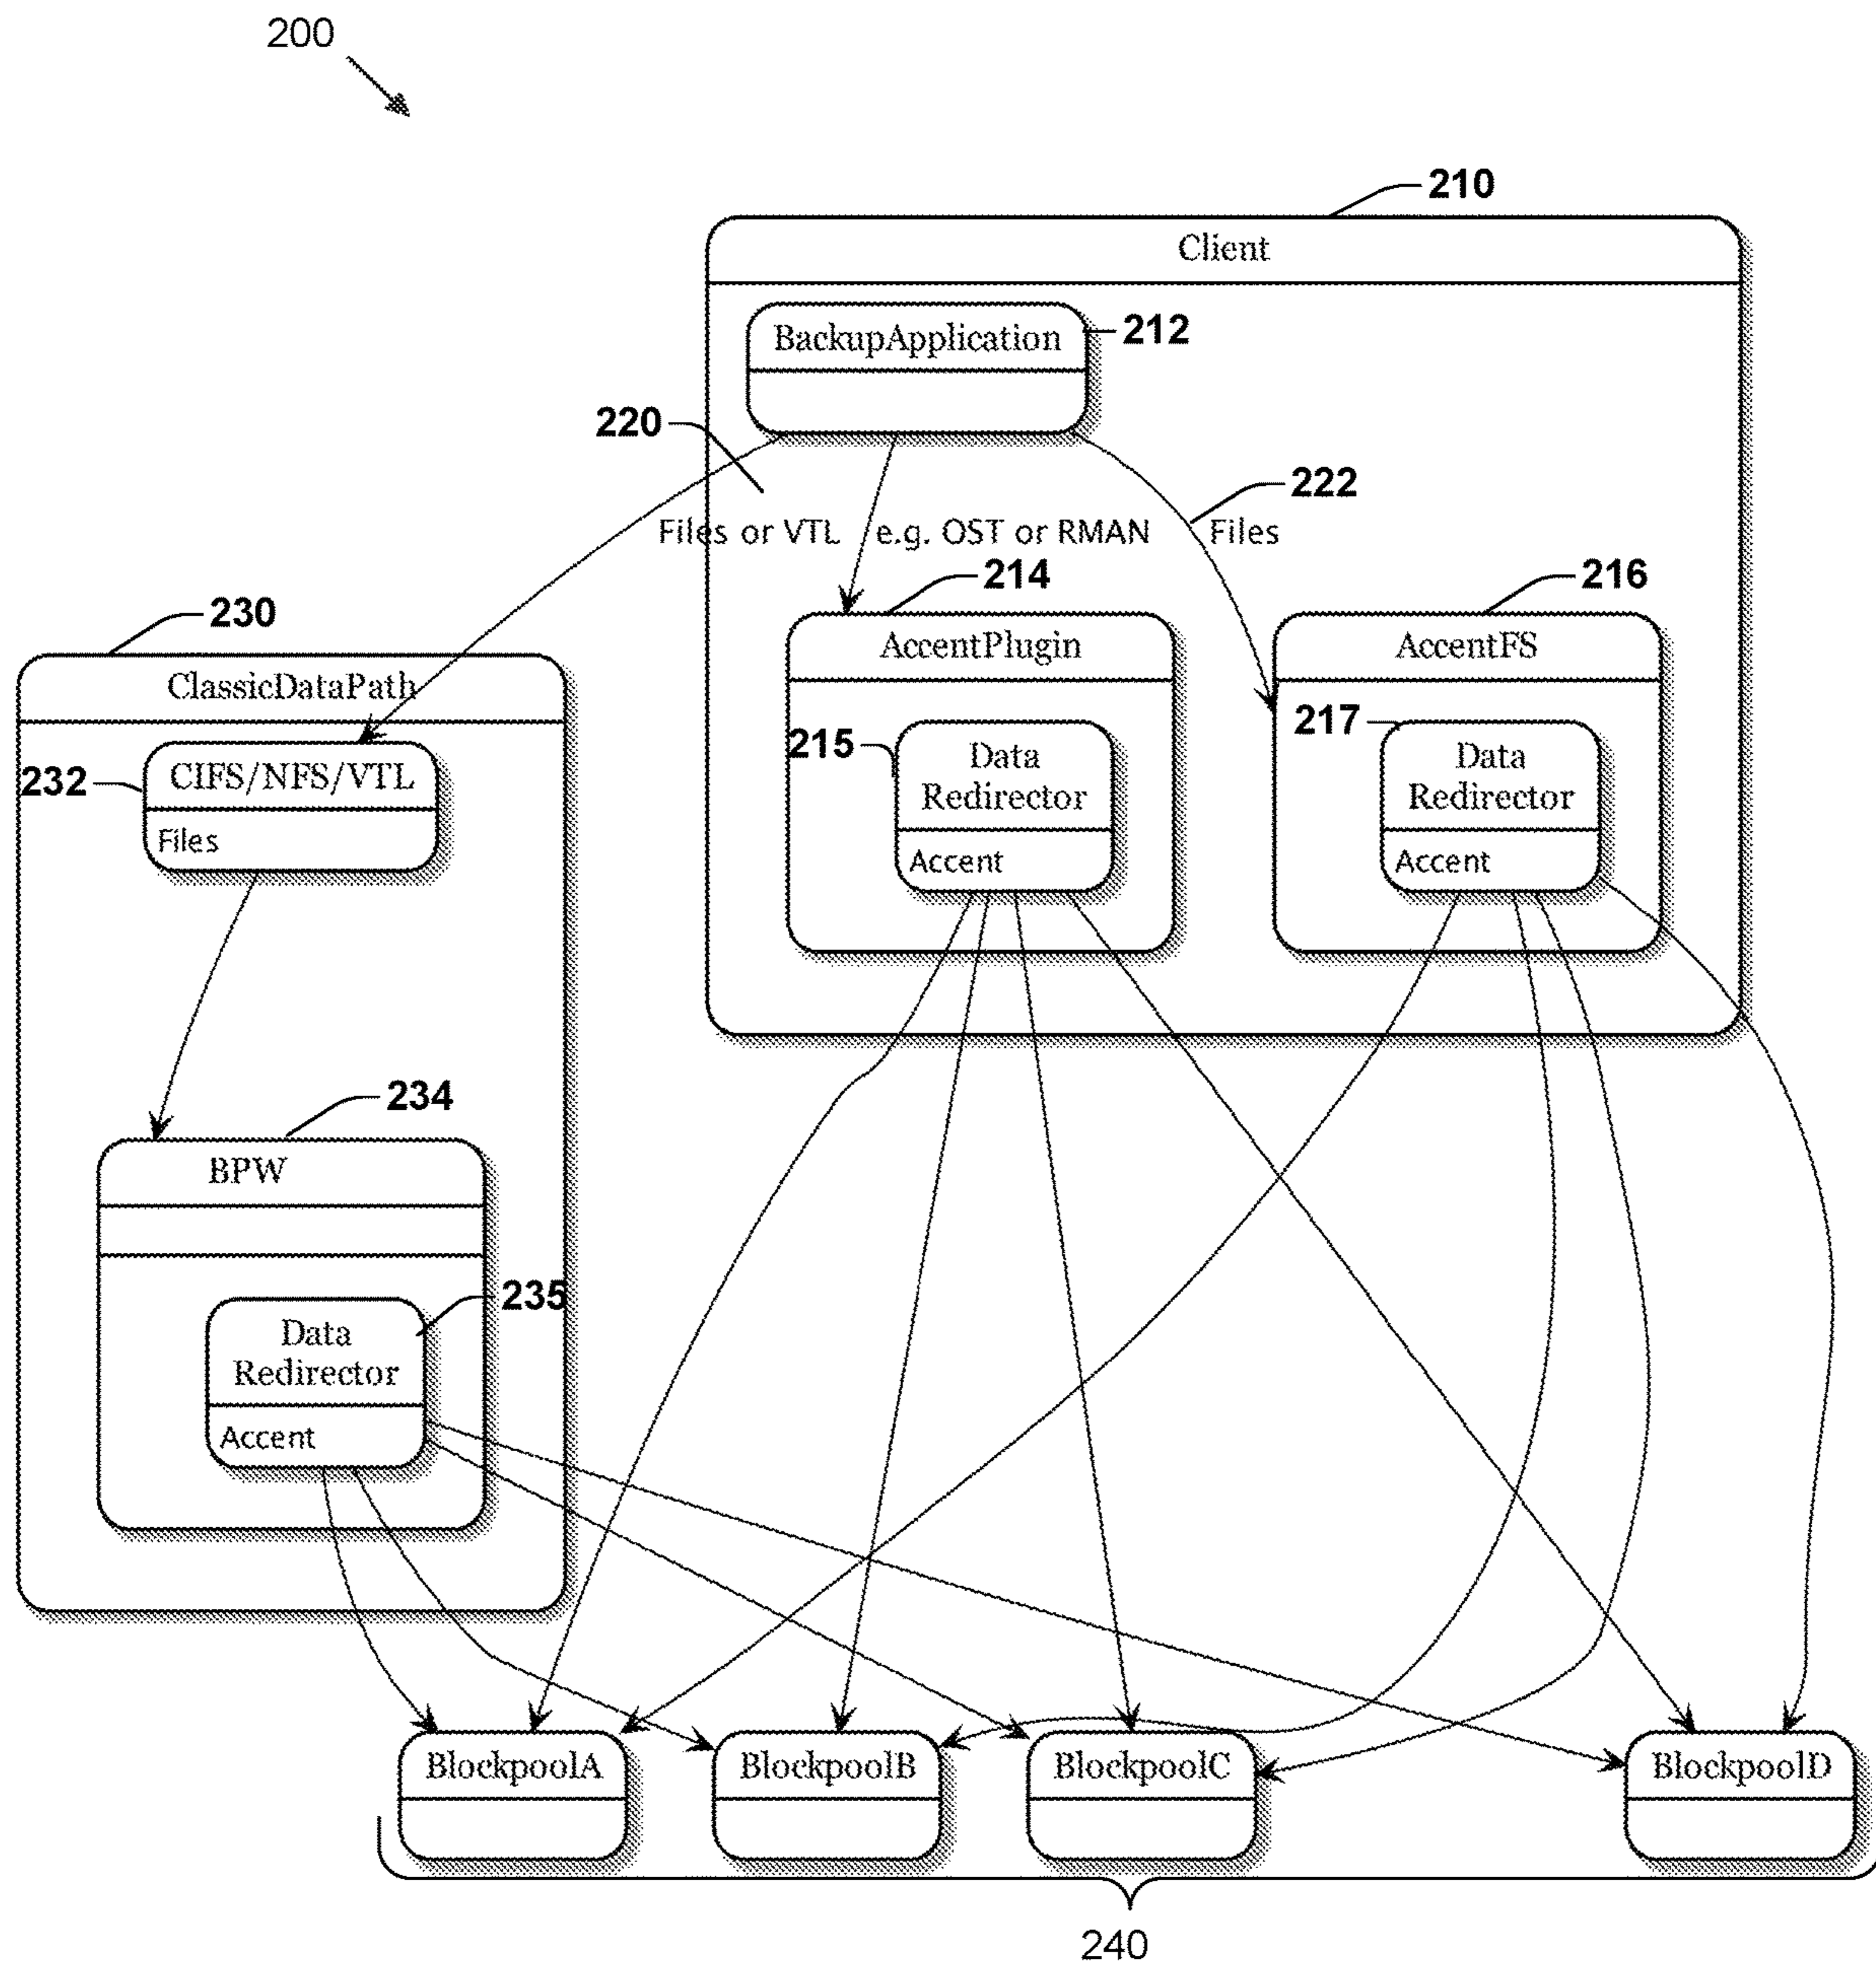 200
210
Client
BackupApplication
212
220
222
Files or VTL
e.g. OST or RMAN
Files
214
216
230
AccentPlugin
AccentFS
ClassicDataPath
215
Data
Redirector
217
Data
Redirector
232
CIFS/NFS/VTL
Files
Accent
Accent
234
BPW
235
Data
Redirector
Accent
BlockpoolA
BlockpoolB
BlockpoolC
BlockpoolD
240